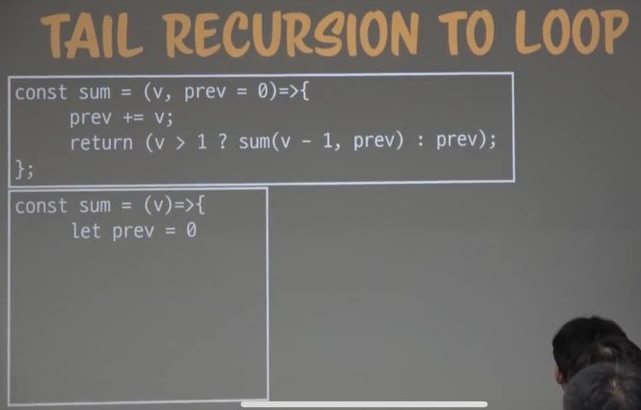 TAIL RECURSION TO LOOP
const sum = (v, prev = 0)=>{
prev += v;
return (v > 1 ? sum(v - 1, prev) : prev);
};
const sum = (v)=>{
let prev = 0